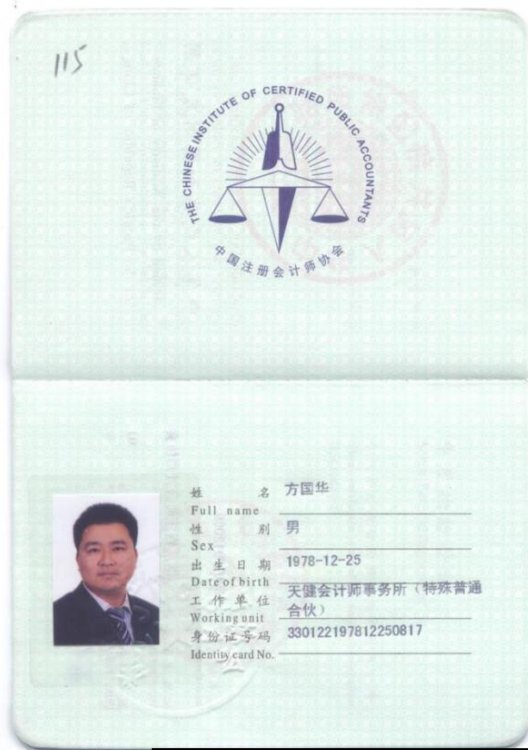 115
THE CHINESE INSTITUTE OF CERTIFIED PUBLIC ACCOUNTANTS
中国注册会计师协会
姓 名 方国华
Full name
性 别 男
Sex
出生日期 1978-12-25
Date of birth
工作单位 天健会计师事务所（特殊普通
合伙）
Working unit
身份证号码 330122197812250817
Identity card No.